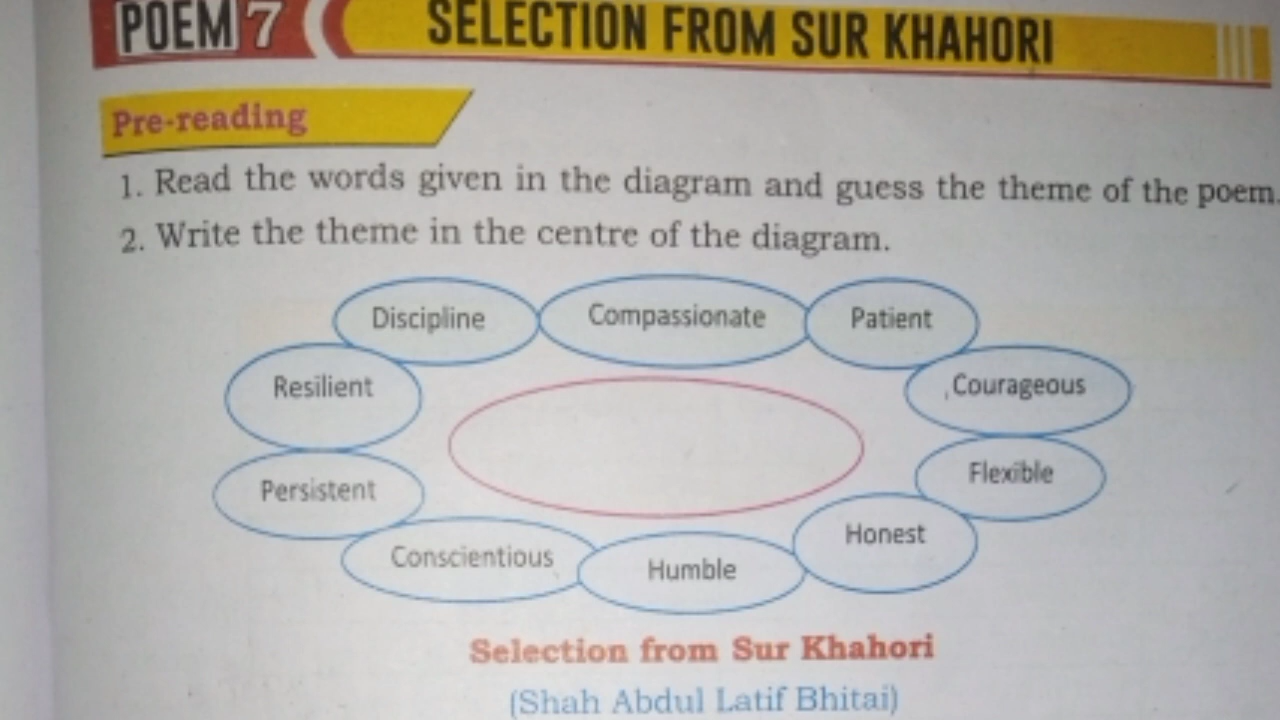 POEM 7 SELECTION FROM SUR KHAHORI
Pre-reading
1. Read the words given in the diagram and guess the theme of the poem.
2. Write the theme in the centre of the diagram.
Discipline Compassionate Patient
Resilient Courageous
Persistent Flexible
Conscientious Humble Honest
Selection from Sur Khahori
(Shah Abdul Latif Bhitai)